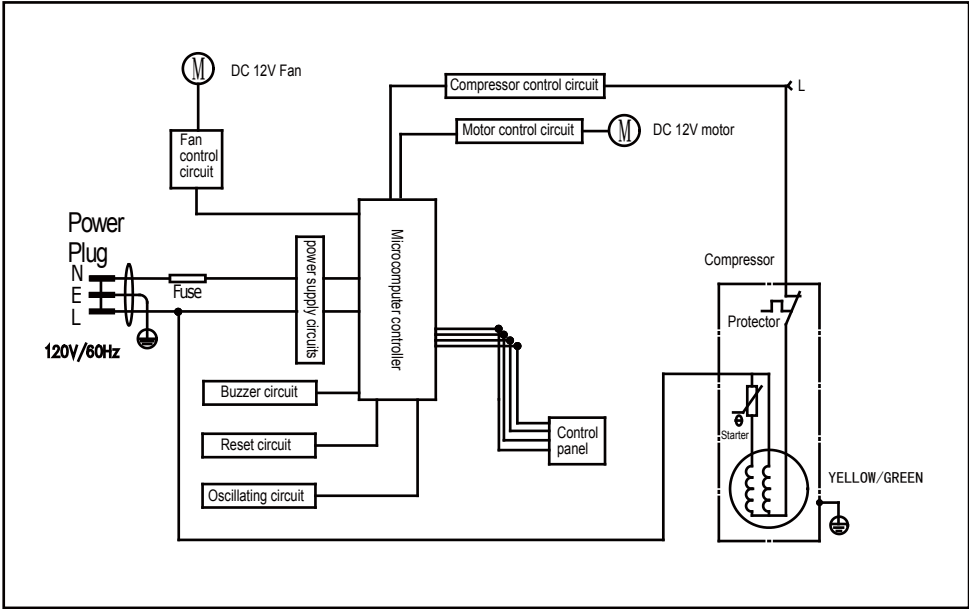 M
DC 12V Fan
Compressor control circuit
L
Motor control circuit
M
DC 12V motor
Fan
control
circuit
Power
Plug
N
E
L
120V/60Hz
Fuse
power supply circuits
Microcomputer controller
Compressor
Protector
θ
Starter
YELLOW/GREEN
Buzzer circuit
Reset circuit
Oscillating circuit
Control
panel